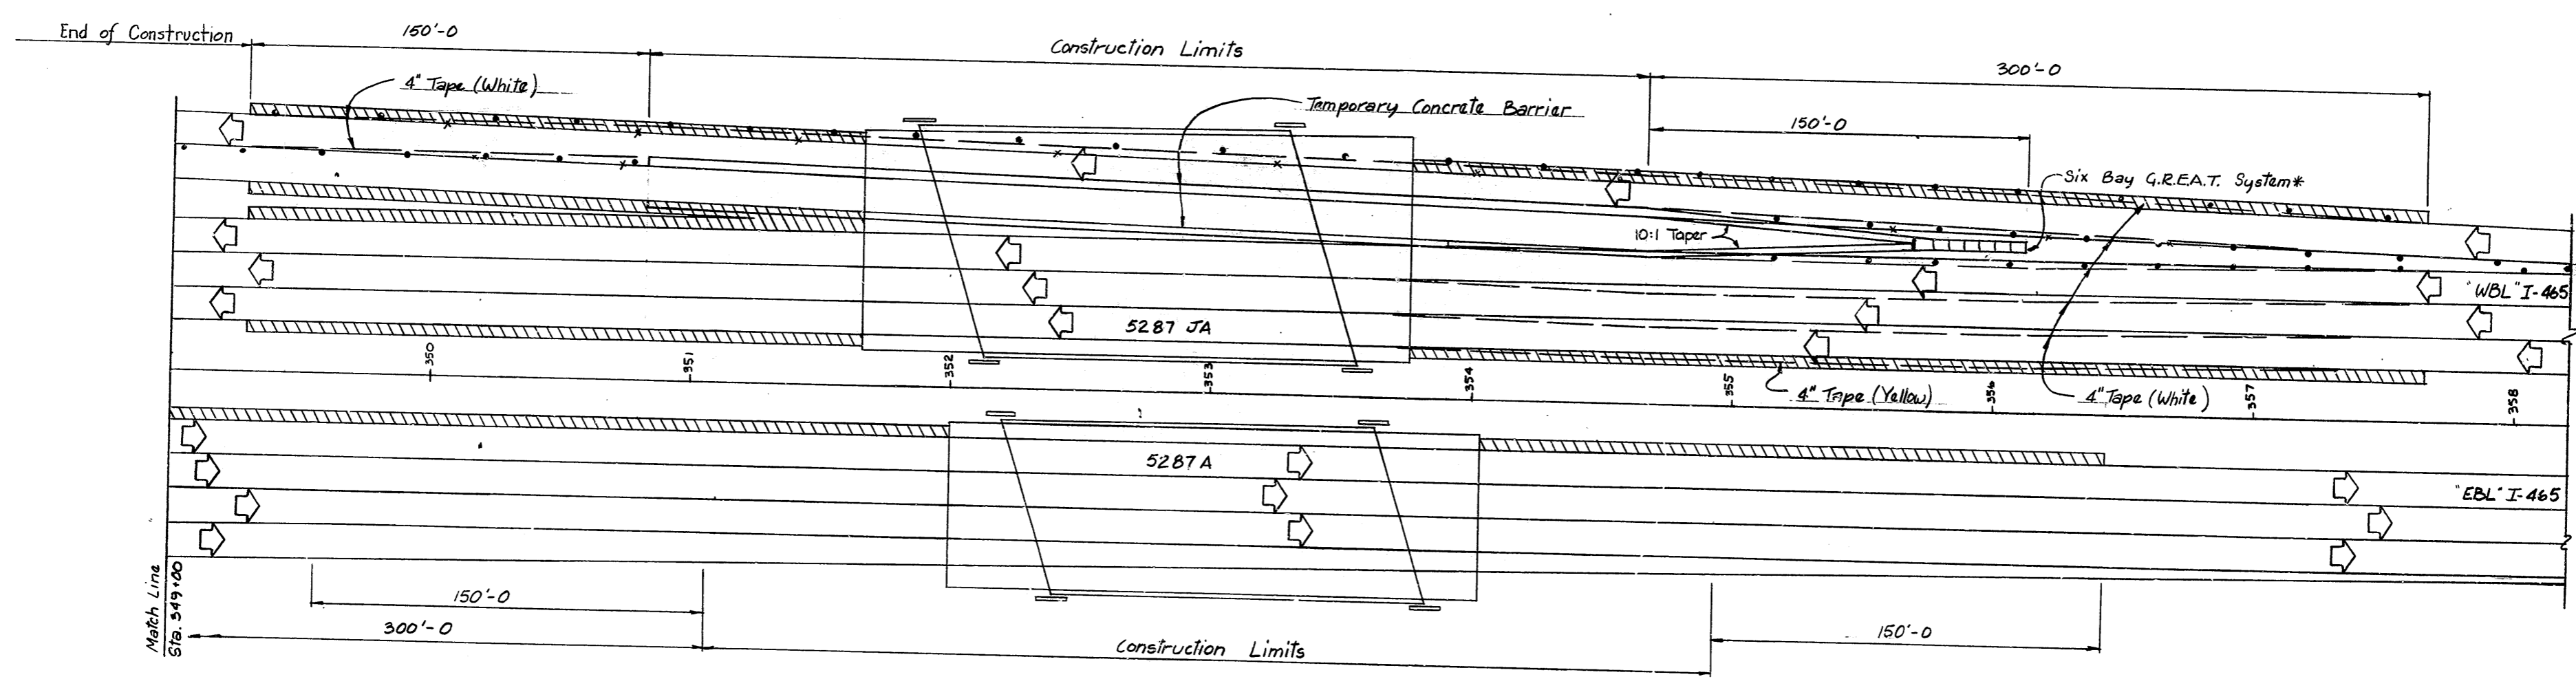 End of Construction
150'-0
Construction Limits
300'-0
4" Tape (White)
Temporary Concrete Barrier
150'-0
Six Bay G.R.E.A.T. System*
10:1 Taper
"WBL" I-465
5287 JA
350
351
352
353
354
355
356
357
358
4" Tape (Yellow)
4" Tape (White)
5287A
"EBL" I-465
Match Line
Sta. 349+00
150'-0
300'-0
Construction Limits
150'-0